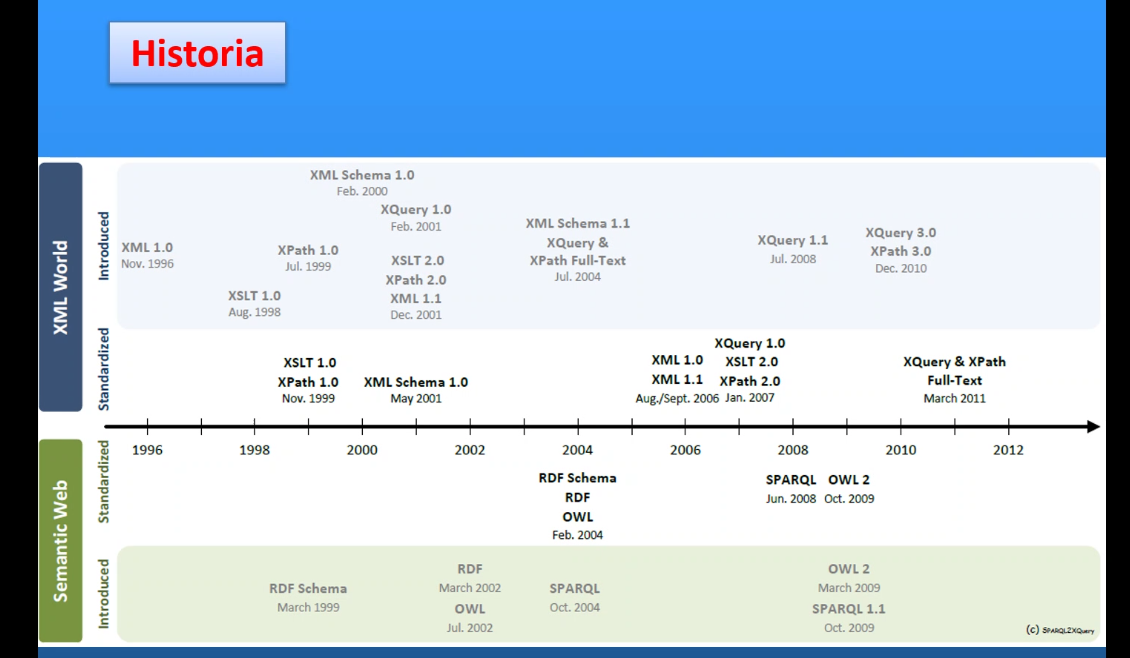 Historia
XML World
Introduced
XML Schema 1.0
Feb. 2000
XQuery 1.0
Feb. 2001
XML 1.0
Nov. 1996
XPath 1.0
Jul. 1999
XSLT 1.0
Aug. 1998
XSLT 2.0
XPath 2.0
XML 1.1
Dec. 2001
XML Schema 1.1
XQuery &
XPath Full-Text
Jul. 2004
XQuery 1.1
Jul. 2008
XQuery 3.0
XPath 3.0
Dec. 2010
Standardized
XSLT 1.0
XPath 1.0
Nov. 1999
XML Schema 1.0
May 2001
XML 1.0
XML 1.1
Aug./Sept. 2006
XQuery 1.0
XSLT 2.0
XPath 2.0
Jan. 2007
XQuery & XPath
Full-Text
March 2011
1996 1998 2000 2002 2004 2006 2008 2010 2012
Semantic Web
Standardized
RDF Schema
RDF
OWL
Feb. 2004
SPARQL
Jun. 2008
OWL 2
Oct. 2009
Introduced
RDF Schema
March 1999
RDF
March 2002
OWL
Jul. 2002
SPARQL
Oct. 2004
OWL 2
March 2009
SPARQL 1.1
Oct. 2009
(c) SPARQL2XQuery